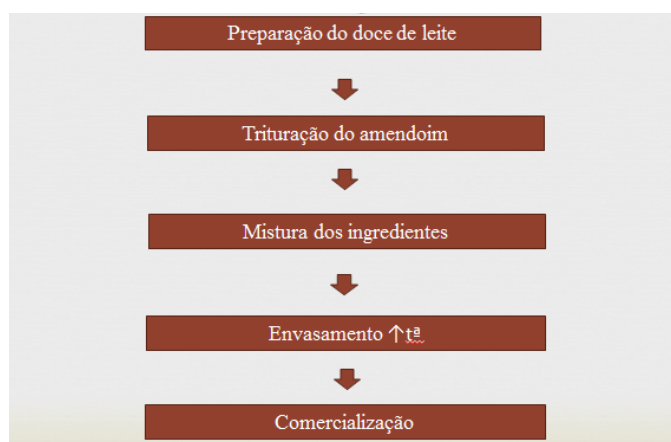 Preparação do doce de leite
Trituração do amendoim
Mistura dos ingredientes
Envasamento ↑tª
Comercialização